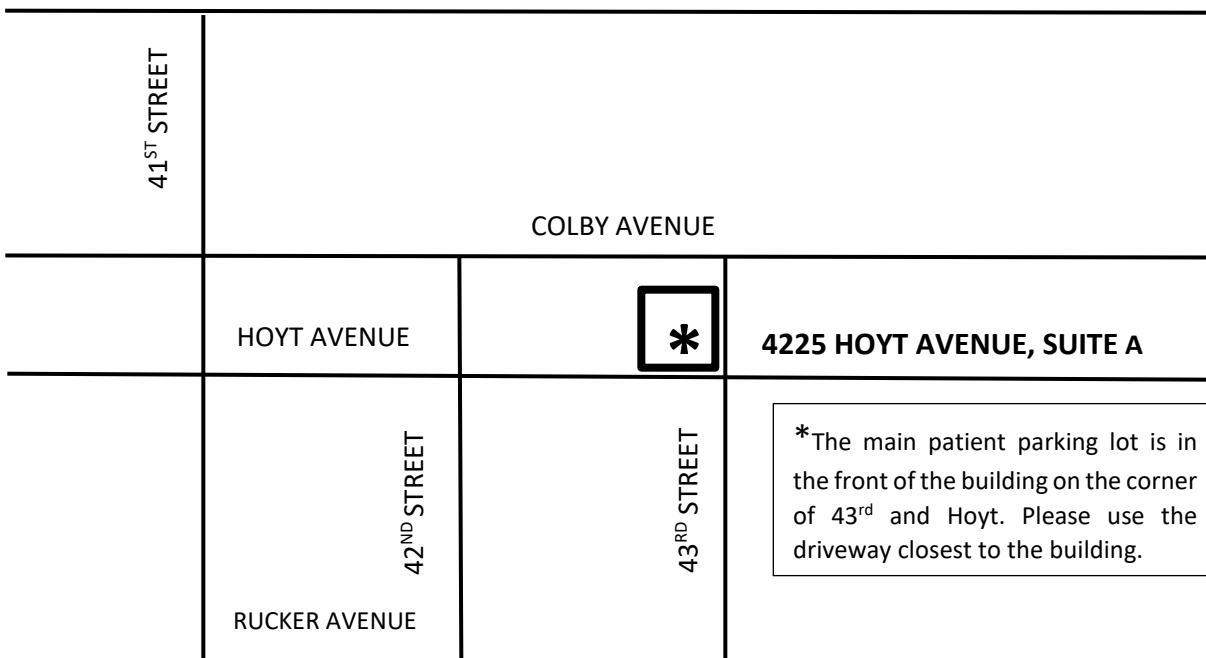 41ST STREET
COLBY AVENUE
HOYT AVENUE
*
4225 HOYT AVENUE, SUITE A
42ND STREET
43RD STREET
*The main patient parking lot is in
the front of the building on the corner
of 43rd and Hoyt. Please use the
driveway closest to the building.
RUCKER AVENUE